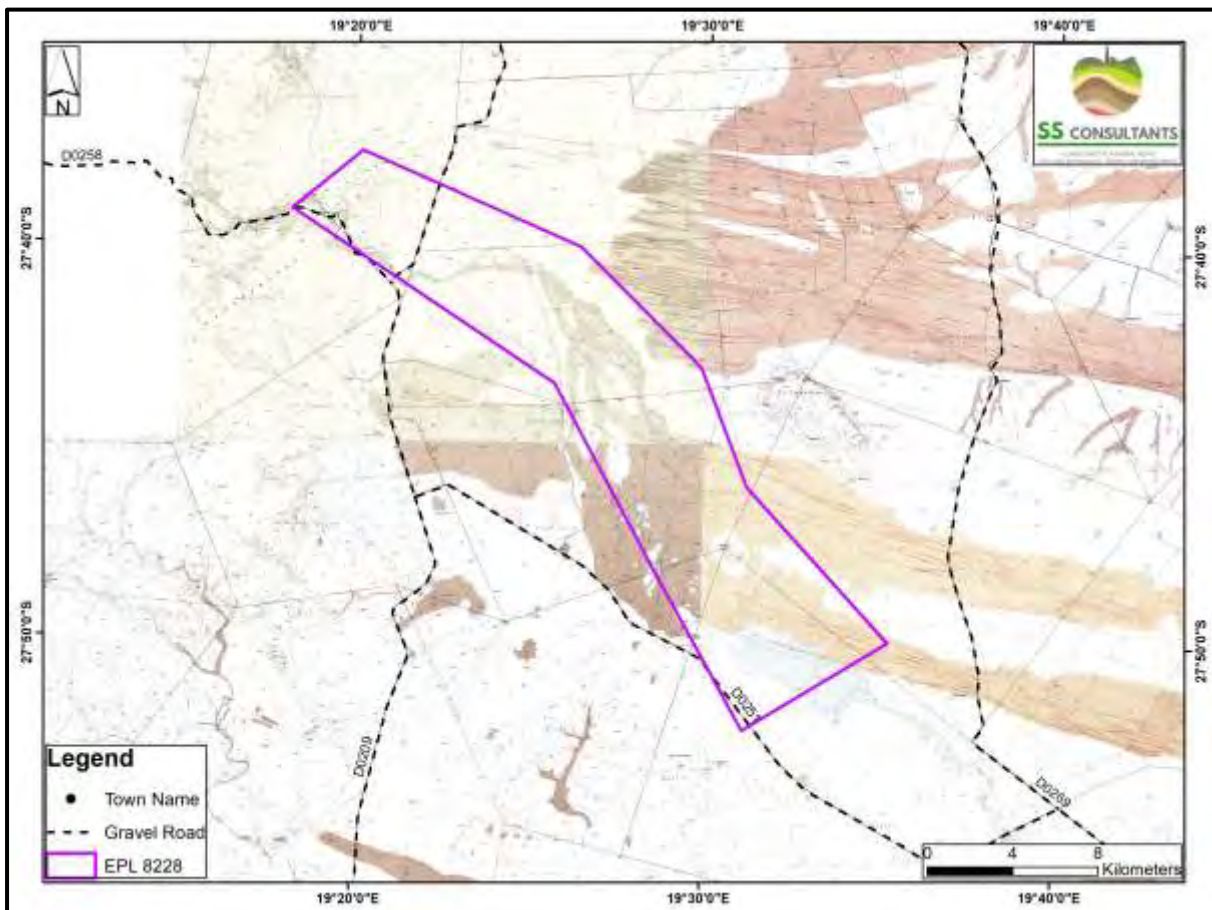 19°20'0"E
19°30'0"E
19°40'0"E
N
SS CONSULTANTS
D0258
27°40'0"S
27°40'0"S
27°50'0"S
27°50'0"S
D0209
D0251
D0269
Legend
Town Name
Gravel Road
EPL 8228
0 4 8
Kilometers
19°20'0"E
19°30'0"E
19°40'0"E